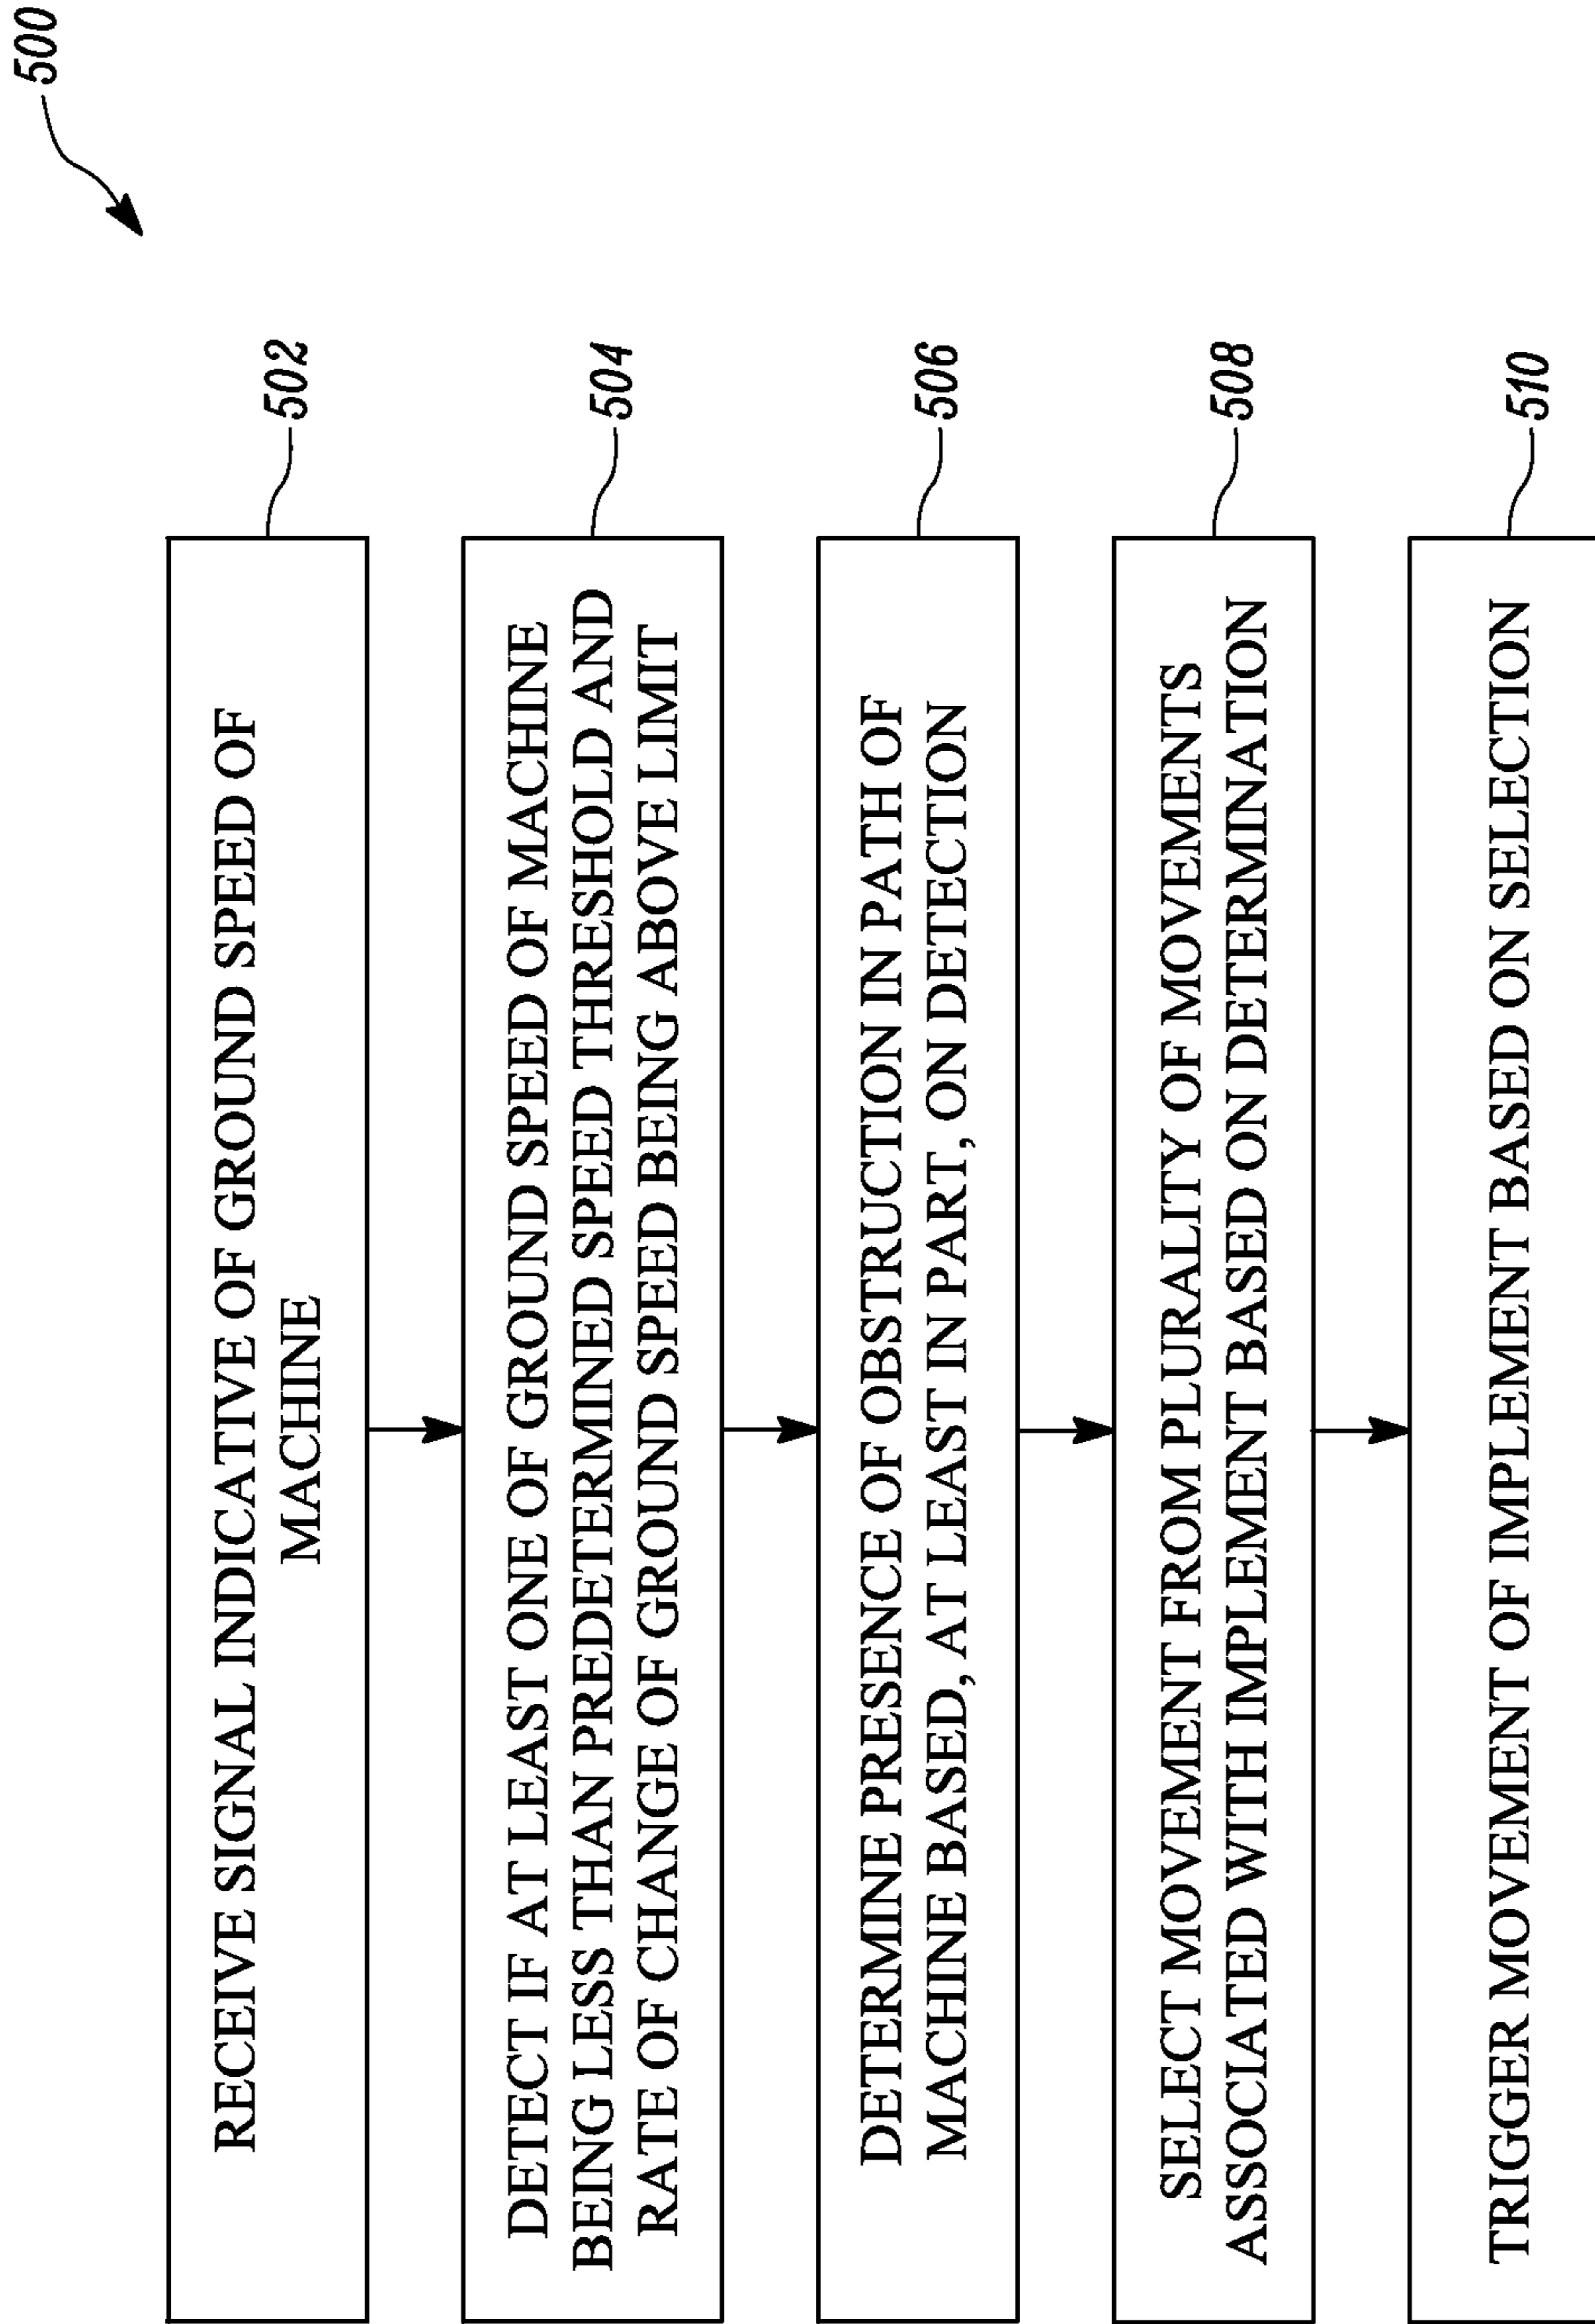 500
RECEIVE SIGNAL INDICATIVE OF GROUND SPEED OF
MACHINE
502
DETECT IF AT LEAST ONE OF GROUND SPEED OF MACHINE
BEING LESS THAN PREDETERMINED SPEED THRESHOLD AND
RATE OF CHANGE OF GROUND SPEED BEING ABOVE LIMIT
504
DETERMINE PRESENCE OF OBSTRUCTION IN PATH OF
MACHINE BASED, AT LEAST IN PART, ON DETECTION
506
SELECT MOVEMENT FROM PLURALITY OF MOVEMENTS
ASSOCIATED WITH IMPLEMENT BASED ON DETERMINATION
508
TRIGGER MOVEMENT OF IMPLEMENT BASED ON SELECTION
510